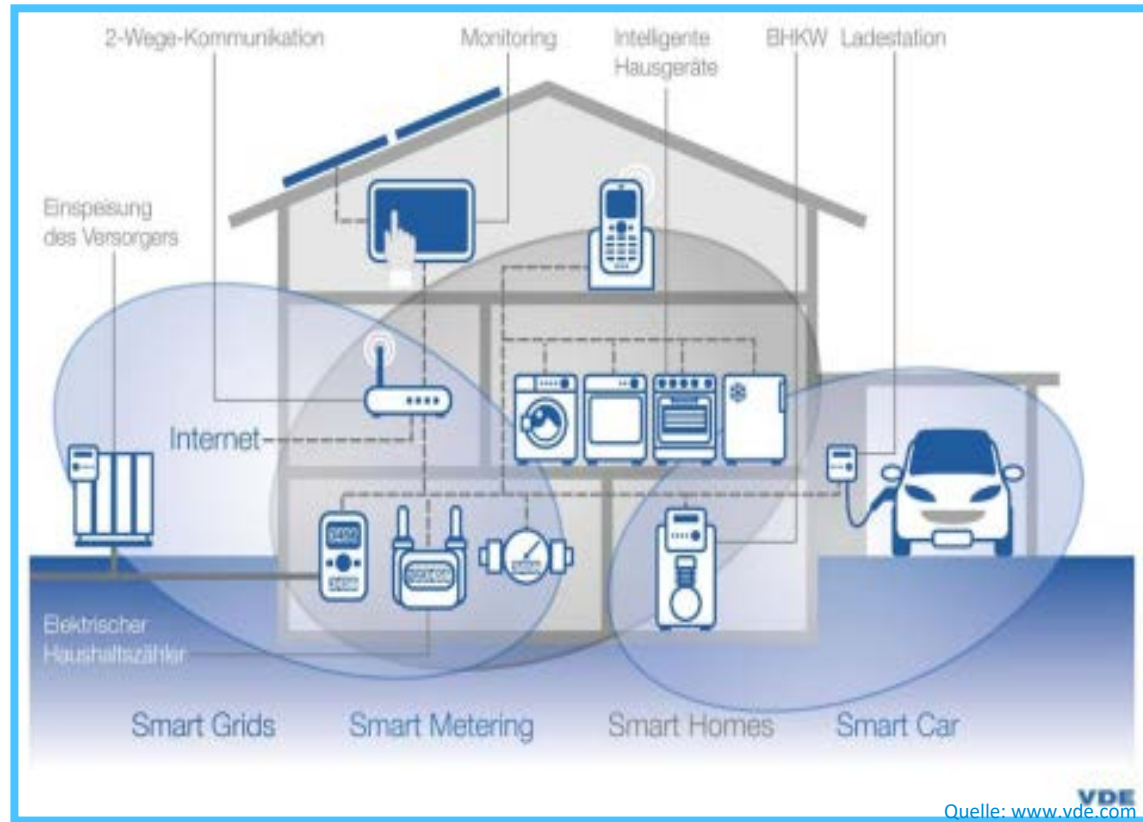 2-Wege-Kommunikation
Monitoring
Intelligente
Hausgeräte
BHKW
Ladestation
Einspeisung
des Versorgers
Internet
Elektrischer
Haushaltszähler
Smart Grids
Smart Metering
Smart Homes
Smart Car
VDE
Quelle: www.vde.com